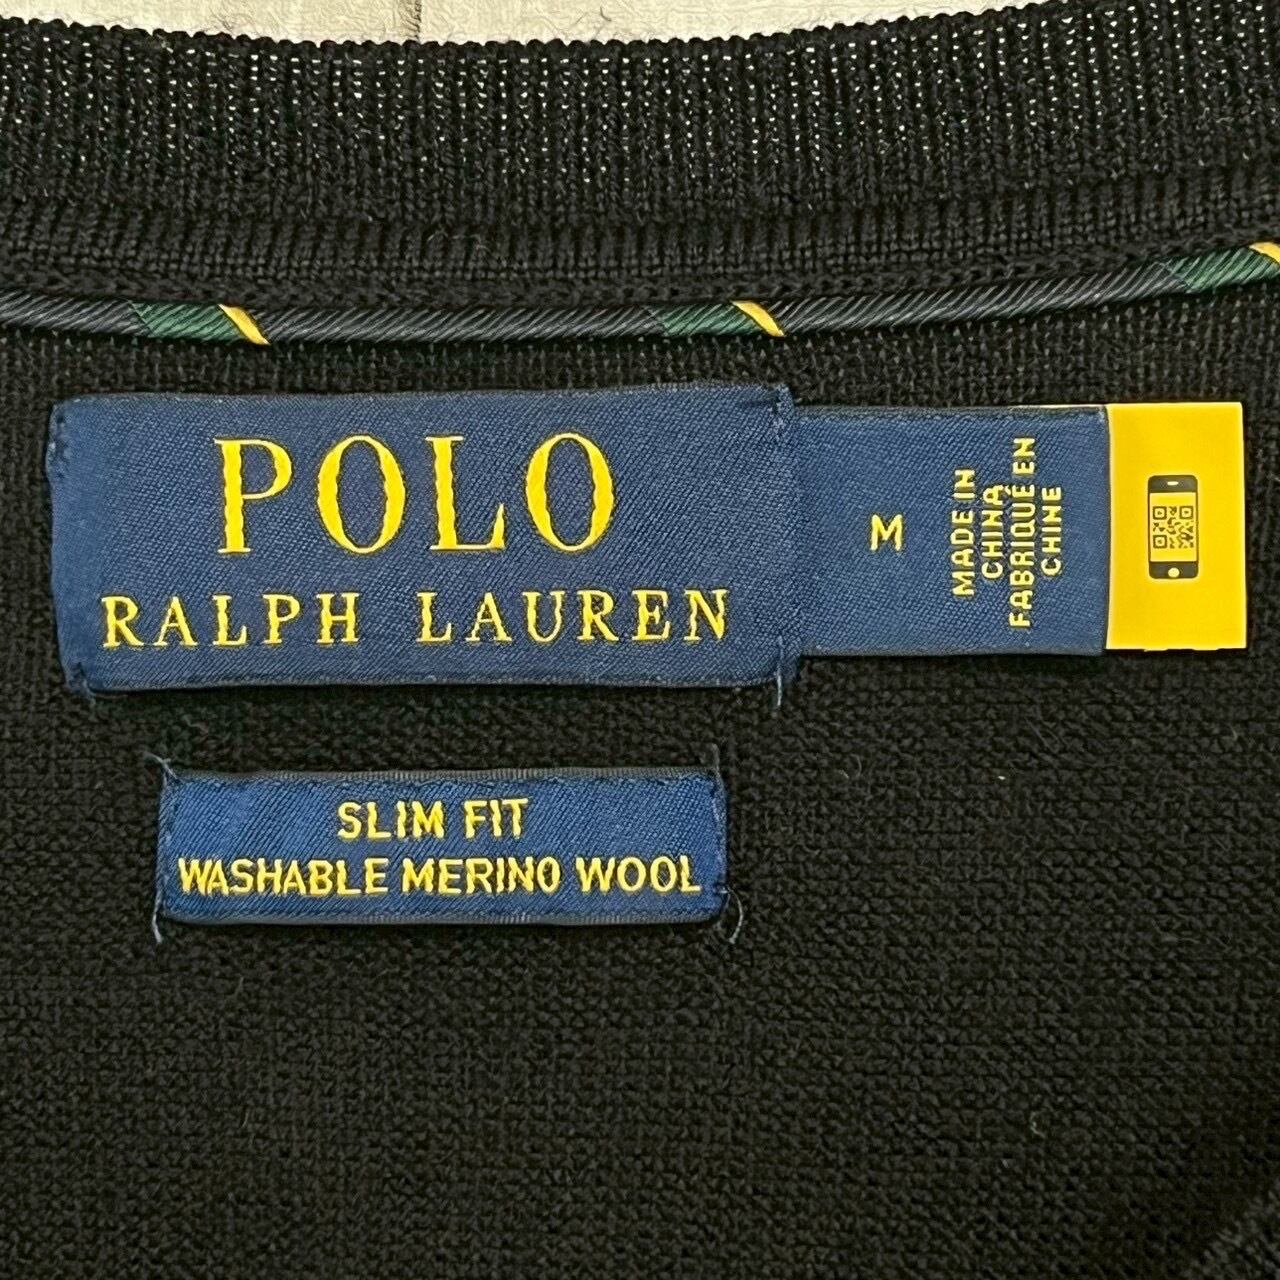 POLO
RALPH LAUREN
M
MADE IN
CHINA
FABRIQUÉ EN
CHINE
SLIM FIT
WASHABLE MERINO WOOL